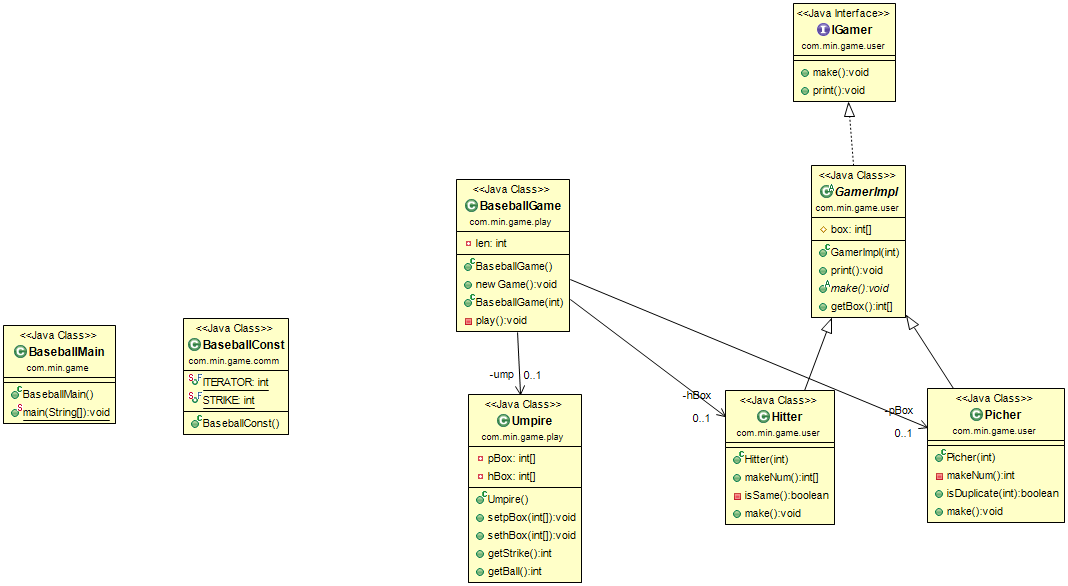 <<Java Interface>>
IGamer
com.min.game.user
make():void
print():void
<<Java Class>>
GamerImpl
com.min.game.user
box: int[]
GamerImpl(int)
print():void
make():void
getBox():int[]
<<Java Class>>
BaseballGame
com.min.game.play
len: int
BaseballGame()
new Game():void
BaseballGame(int)
play():void
<<Java Class>>
BaseballMain
com.min.game
BaseballMain()
main(String[]):void
<<Java Class>>
BaseballConst
com.min.game.comm
ITERATOR: int
STRIKE: int
BaseballConst()
-ump
0..1
-hBox
0..1
-pBox
0..1
<<Java Class>>
Umpire
com.min.game.play
pBox: int[]
hBox: int[]
Umpire()
setpBox(int[]):void
sethBox(int[]):void
getStrike():int
getBall():int
<<Java Class>>
Hitter
com.min.game.user
Hitter(int)
makeNum():int[]
isSame():boolean
make():void
<<Java Class>>
Picher
com.min.game.user
Picher(int)
makeNum():int
isDuplicate(int):boolean
make():void